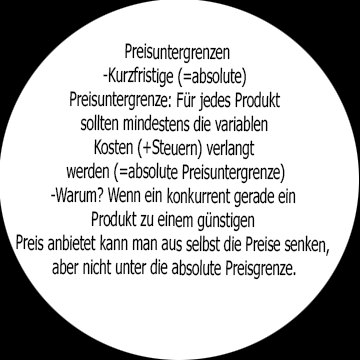 Preisuntergrenzen
-Kurzfristige (=absolute)
Preisuntergrenze: Für jedes Produkt
sollten mindestens die variablen
Kosten (+Steuern) verlangt
werden (=absolute Preisuntergrenze)
-Warum? Wenn ein konkurrent gerade ein
Produkt zu einem günstigen
Preis anbietet kann man aus selbst die Preise senken,
aber nicht unter die absolute Preisgrenze.